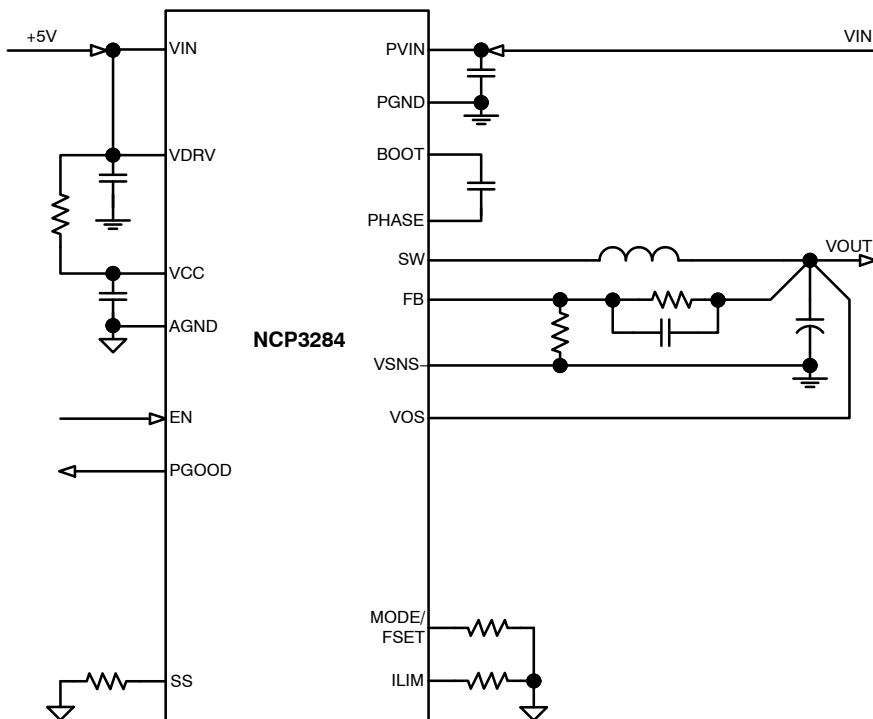 +5V
VIN
PVIN
VIN
PGND
BOOT
VDRV
PHASE
SW
VOUT
VCC
FB
AGND
NCP3284
VSNS-
EN
VOS
PGOOD
MODE/
FSET
SS
ILIM